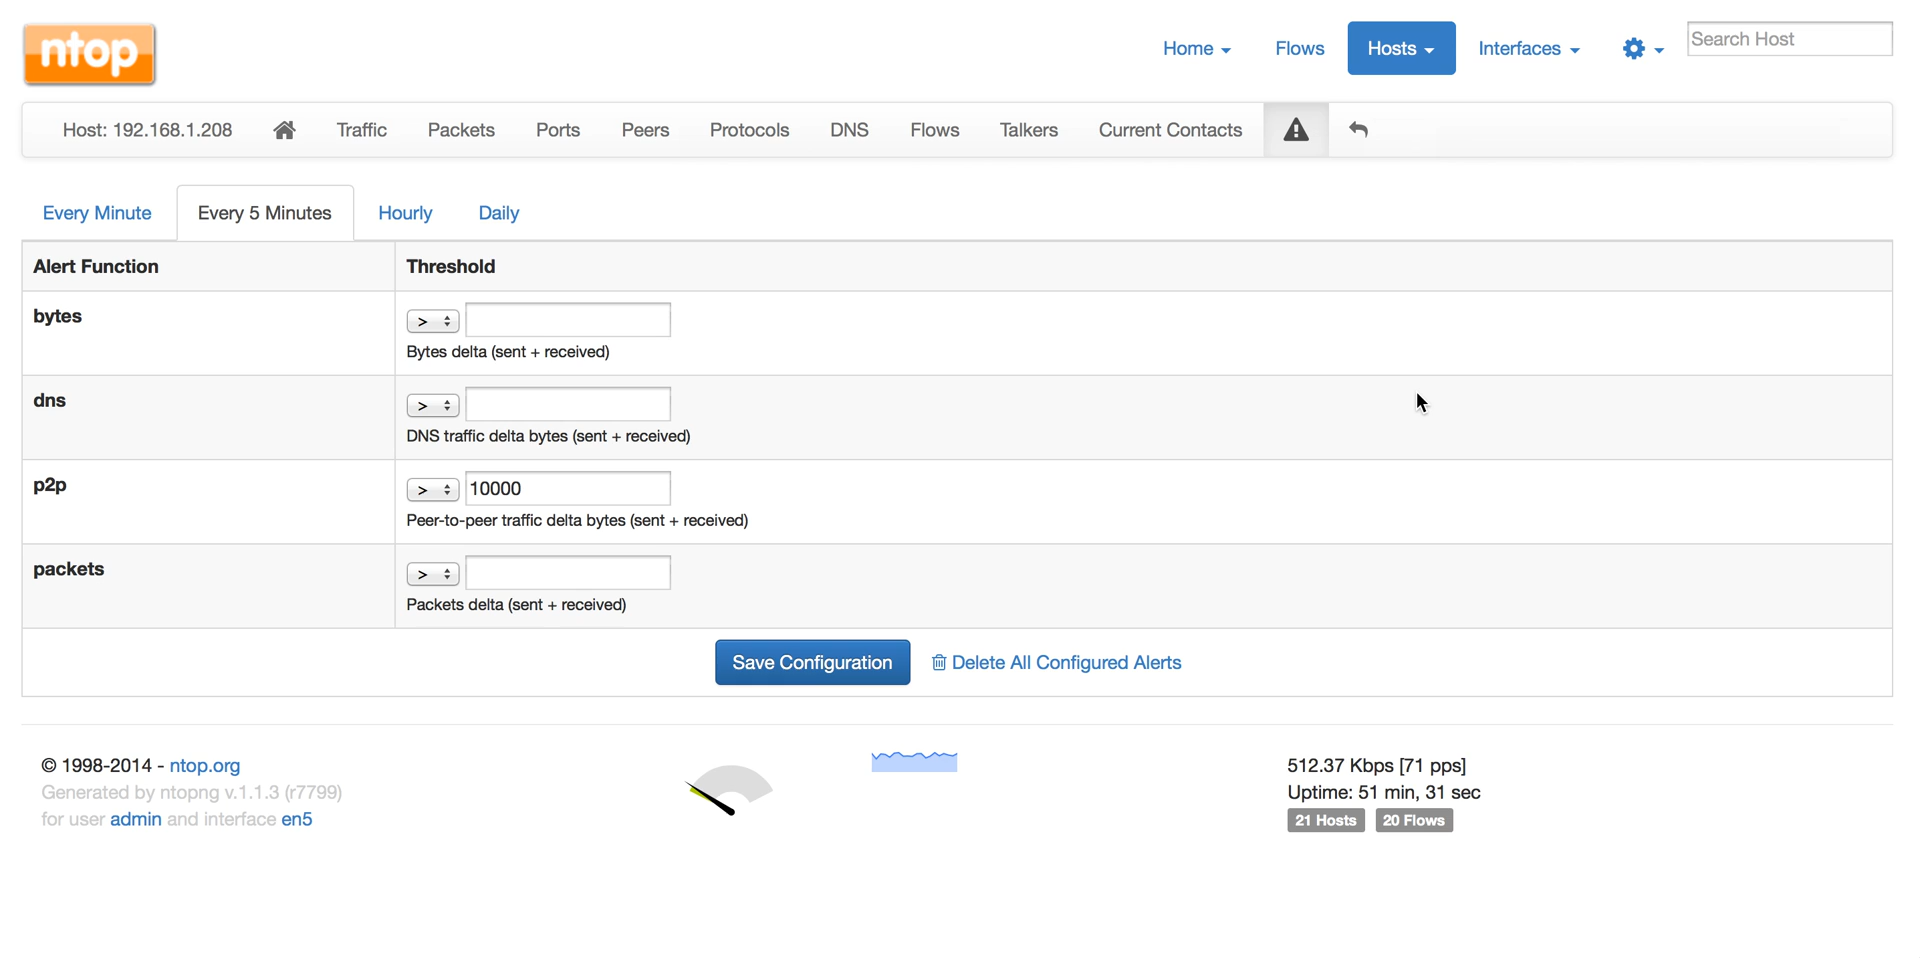 ntop
Home
Flows
Hosts
Interfaces
Search Host
Host: 192.168.1.208
Traffic
Packets
Ports
Peers
Protocols
DNS
Flows
Talkers
Current Contacts
Every Minute
Every 5 Minutes
Hourly
Daily
Alert Function
Threshold
bytes
>
Bytes delta (sent + received)
dns
>
DNS traffic delta bytes (sent + received)
p2p
> 10000
Peer-to-peer traffic delta bytes (sent + received)
packets
>
Packets delta (sent + received)
Save Configuration
Delete All Configured Alerts
© 1998-2014 - ntop.org
Generated by ntopng v.1.1.3 (r7799)
for user admin and interface en5
512.37 Kbps [71 pps]
Uptime: 51 min, 31 sec
21 Hosts
20 Flows